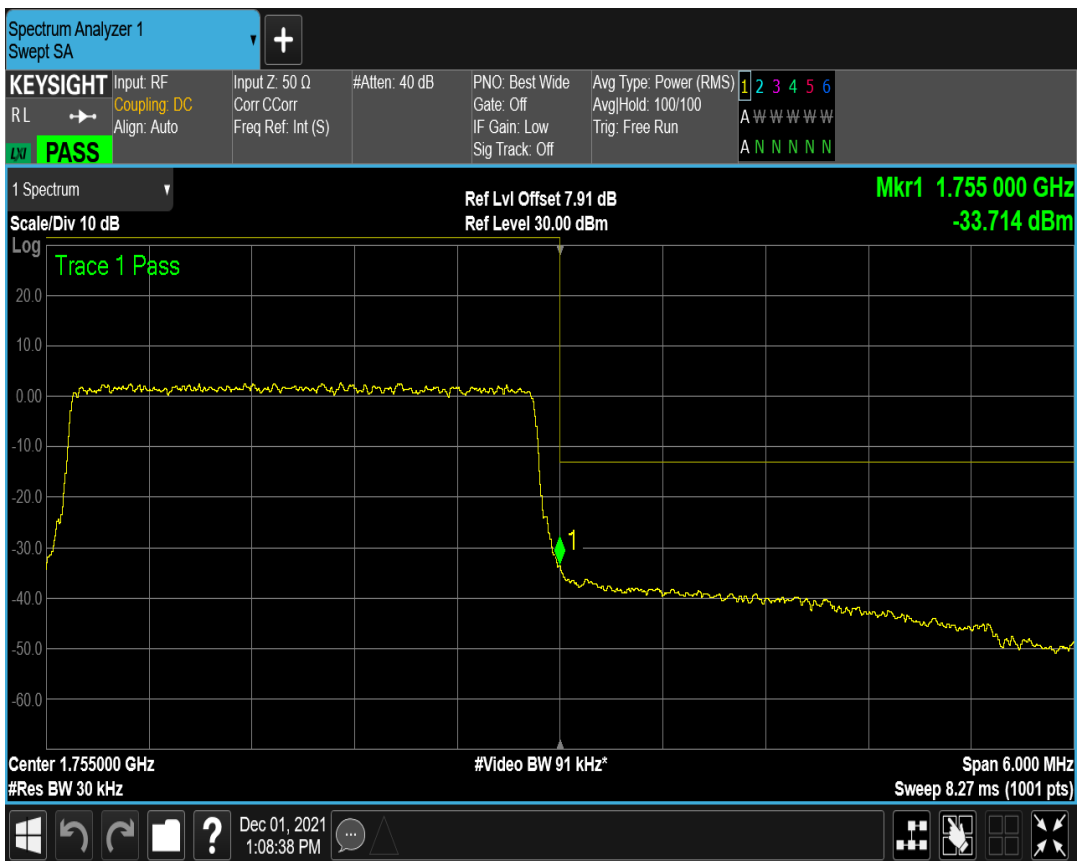 Spectrum Analyzer 1
Swept SA
+
KEYSIGHT
RL
LXI PASS
Input: RF
Coupling: DC
Align: Auto
Input Z: 50 Ω
Corr CCorr
Freq Ref: Int (S)
#Atten: 40 dB
PNO: Best Wide
Gate: Off
IF Gain: Low
Sig Track: Off
Avg Type: Power (RMS)
Avg|Hold: 100/100
Trig: Free Run
1 2 3 4 5 6
A W W W W W
A N N N N N
1 Spectrum
Scale/Div 10 dB
Ref Lvl Offset 7.91 dB
Ref Level 30.00 dBm
Mkr1 1.755 000 GHz
-33.714 dBm
Log
Trace 1 Pass
20.0
10.0
0.00
-10.0
-20.0
-30.0
-40.0
-50.0
-60.0
1
Center 1.755000 GHz
#Res BW 30 kHz
#Video BW 91 kHz*
Span 6.000 MHz
Sweep 8.27 ms (1001 pts)
?
Dec 01, 2021
1:08:38 PM